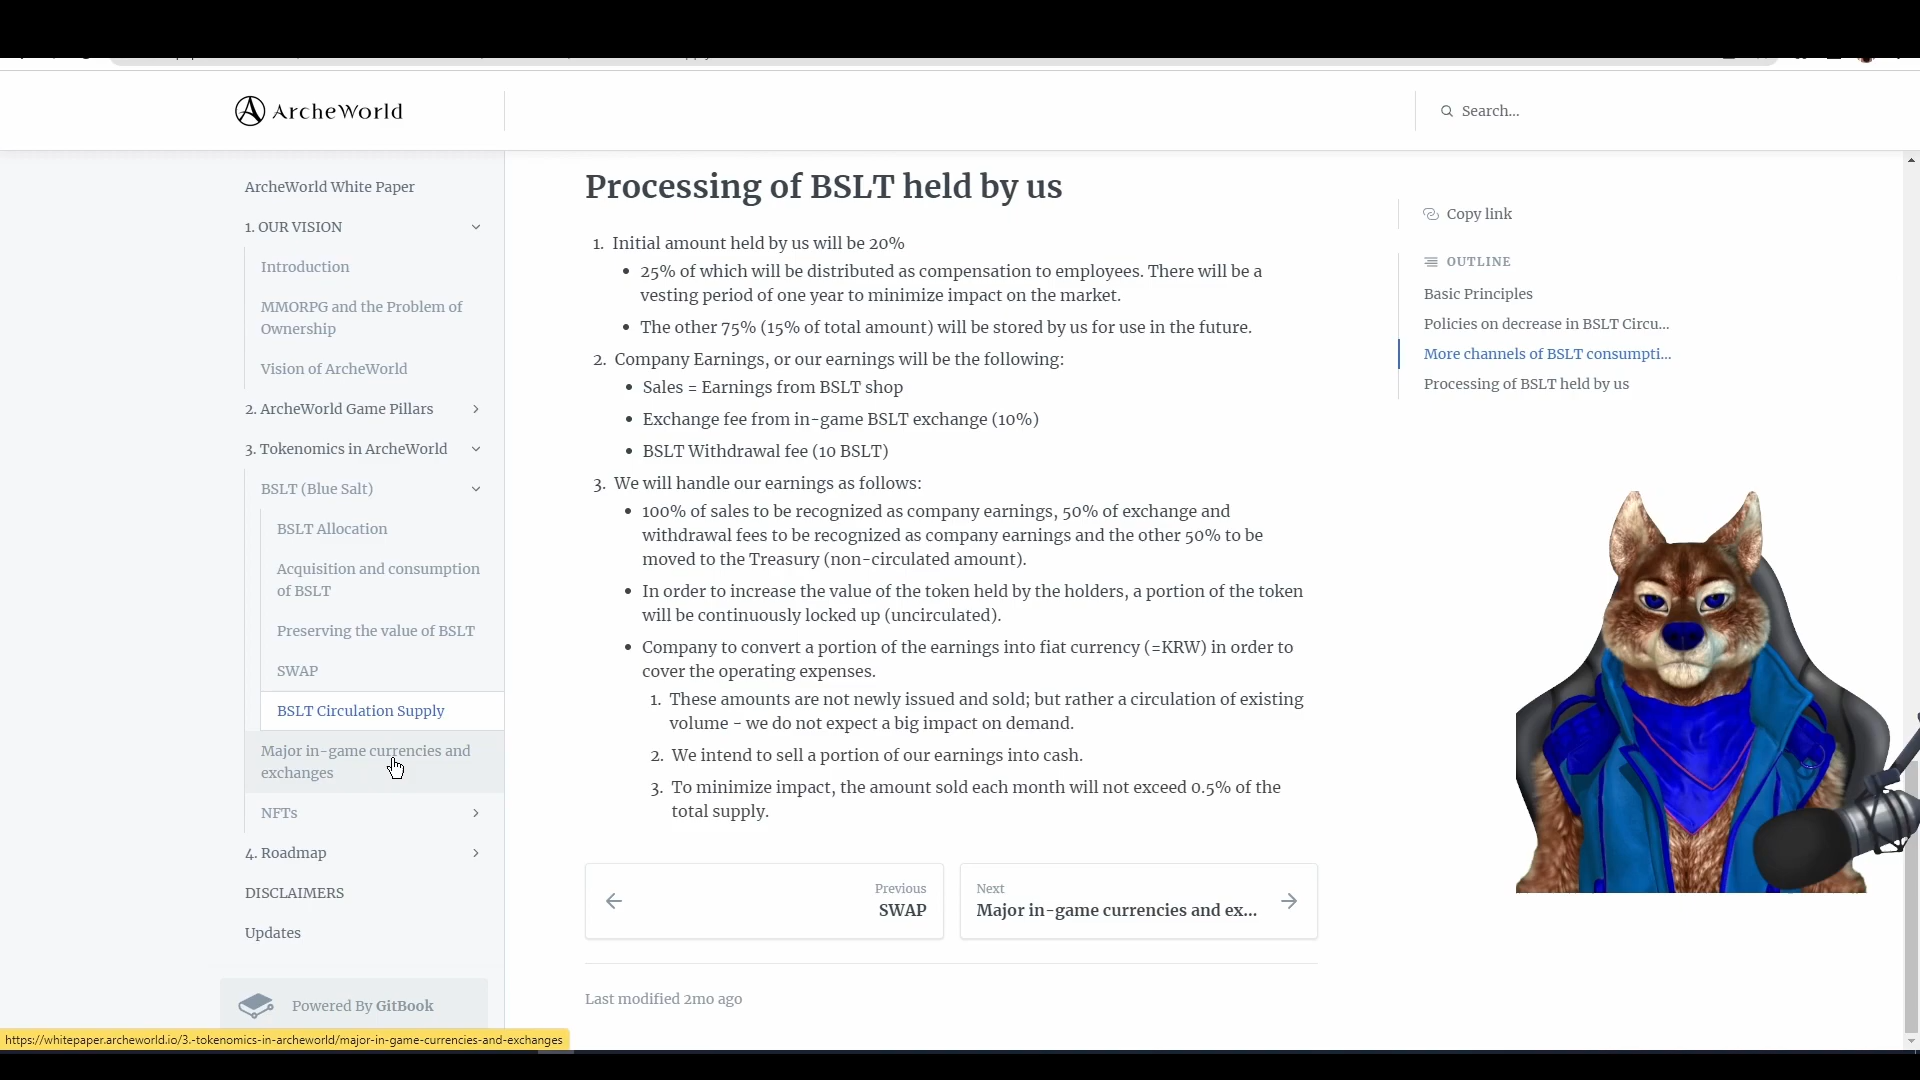 ArcheWorld
Search...
ArcheWorld White Paper
1. OUR VISION
Introduction
MMORPG and the Problem of
Ownership
Vision of ArcheWorld
2. ArcheWorld Game Pillars
3. Tokenomics in ArcheWorld
BSLT (Blue Salt)
BSLT Allocation
Acquisition and consumption
of BSLT
Preserving the value of BSLT
SWAP
BSLT Circulation Supply
Major in-game currencies and
exchanges
NFTs
4. Roadmap
DISCLAIMERS
Updates
Powered By GitBook
Processing of BSLT held by us
1. Initial amount held by us will be 20%
• 25% of which will be distributed as compensation to employees. There will be a
vesting period of one year to minimize impact on the market.
• The other 75% (15% of total amount) will be stored by us for use in the future.
2. Company Earnings, or our earnings will be the following:
• Sales = Earnings from BSLT shop
• Exchange fee from in-game BSLT exchange (10%)
• BSLT Withdrawal fee (10 BSLT)
3. We will handle our earnings as follows:
• 100% of sales to be recognized as company earnings, 50% of exchange and
withdrawal fees to be recognized as company earnings and the other 50% to be
moved to the Treasury (non-circulated amount).
• In order to increase the value of the token held by the holders, a portion of the token
will be continuously locked up (uncirculated).
• Company to convert a portion of the earnings into fiat currency (=KRW) in order to
cover the operating expenses.
1. These amounts are not newly issued and sold; but rather a circulation of existing
volume - we do not expect a big impact on demand.
2. We intend to sell a portion of our earnings into cash.
3. To minimize impact, the amount sold each month will not exceed 0.5% of the
total supply.
Previous
SWAP
Next
Major in-game currencies and ex...
Last modified 2mo ago
Copy link
OUTLINE
Basic Principles
Policies on decrease in BSLT Circu...
More channels of BSLT consumpti...
Processing of BSLT held by us
https://whitepaper.archeworld.io/3.-tokenomics-in-archeworld/major-in-game-currencies-and-exchanges